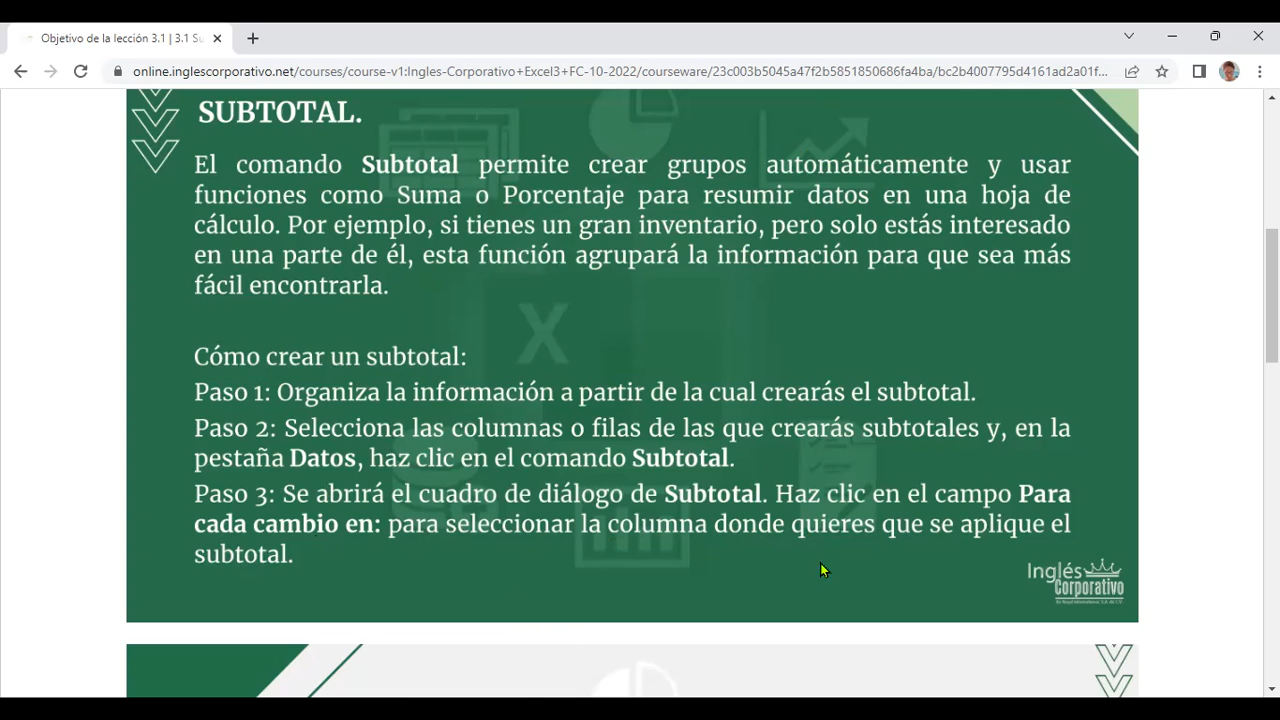 Objetivo de la lección 3.1 | 3.1 Su
online.inglescorporativo.net/courses/course-v1:Ingles-Corporativo+Excel3+FC-10-2022/courseware/23c003b5045a47f2b5851850686fa4ba/bc2b4007795d4161ad2a01f...
SUBTOTAL.
El comando Subtotal permite crear grupos automáticamente y usar
funciones como Suma o Porcentaje para resumir datos en una hoja de
cálculo. Por ejemplo, si tienes un gran inventario, pero solo estás interesado
en una parte de él, esta función agrupará la información para que sea más
fácil encontrarla.
Cómo crear un subtotal:
Paso 1: Organiza la información a partir de la cual crearás el subtotal.
Paso 2: Selecciona las columnas o filas de las que crearás subtotales y, en la
pestaña Datos, haz clic en el comando Subtotal.
Paso 3: Se abrirá el cuadro de diálogo de Subtotal. Haz clic en el campo Para
cada cambio en: para seleccionar la columna donde quieres que se aplique el
subtotal.
Inglés
Corporativo